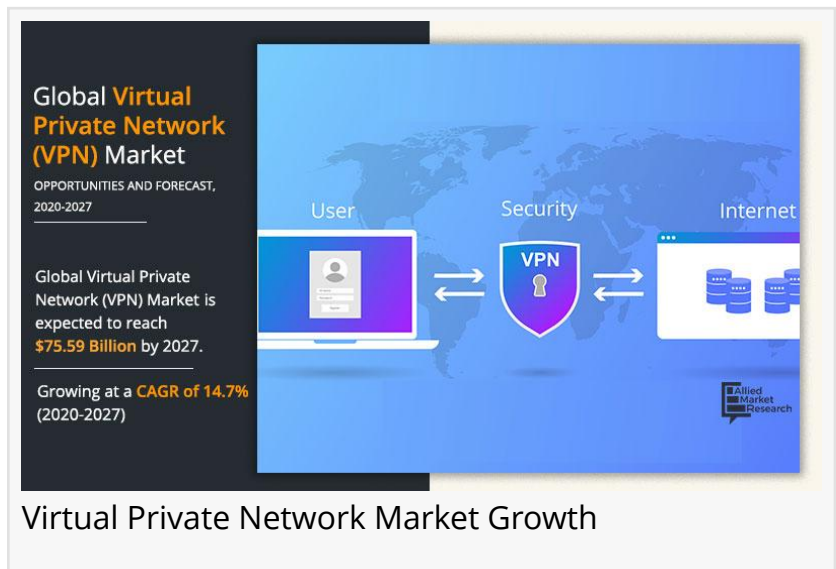 Global Virtual
Private Network
(VPN) Market
OPPORTUNITIES AND FORECAST,
2020-2027
Global Virtual Private
Network (VPN) Market is
expected to reach
$75.59 Billion by 2027.
Growing at a CAGR of 14.7%
(2020-2027)
User
Security
Internet
VPN
Allied
Market
Research
Virtual Private Network Market Growth